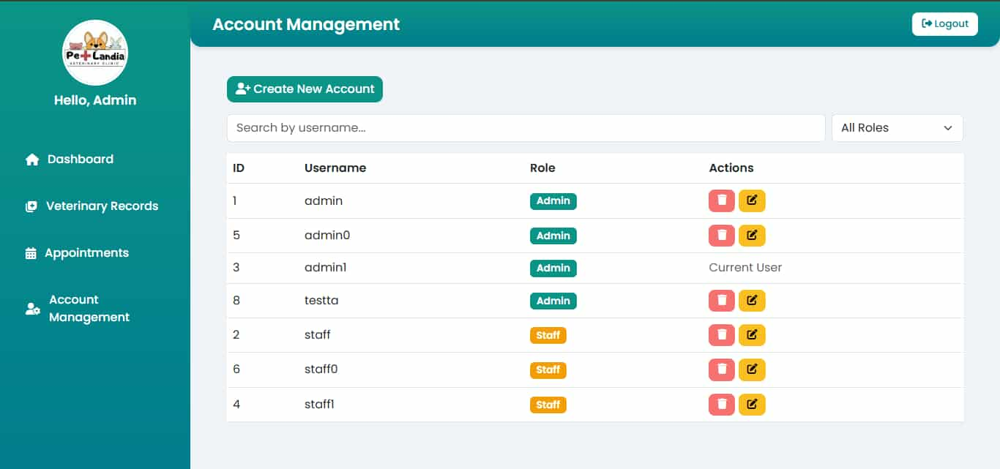 Account Management
Logout
Pet Landia
VETERINARY CLINIC
Hello, Admin
Dashboard
Veterinary Records
Appointments
Account
Management
Create New Account
Search by username...
All Roles
ID Username Role Actions
1 admin Admin
5 admin0 Admin
3 admin1 Admin Current User
8 testta Admin
2 staff Staff
6 staff0 Staff
4 staff1 Staff